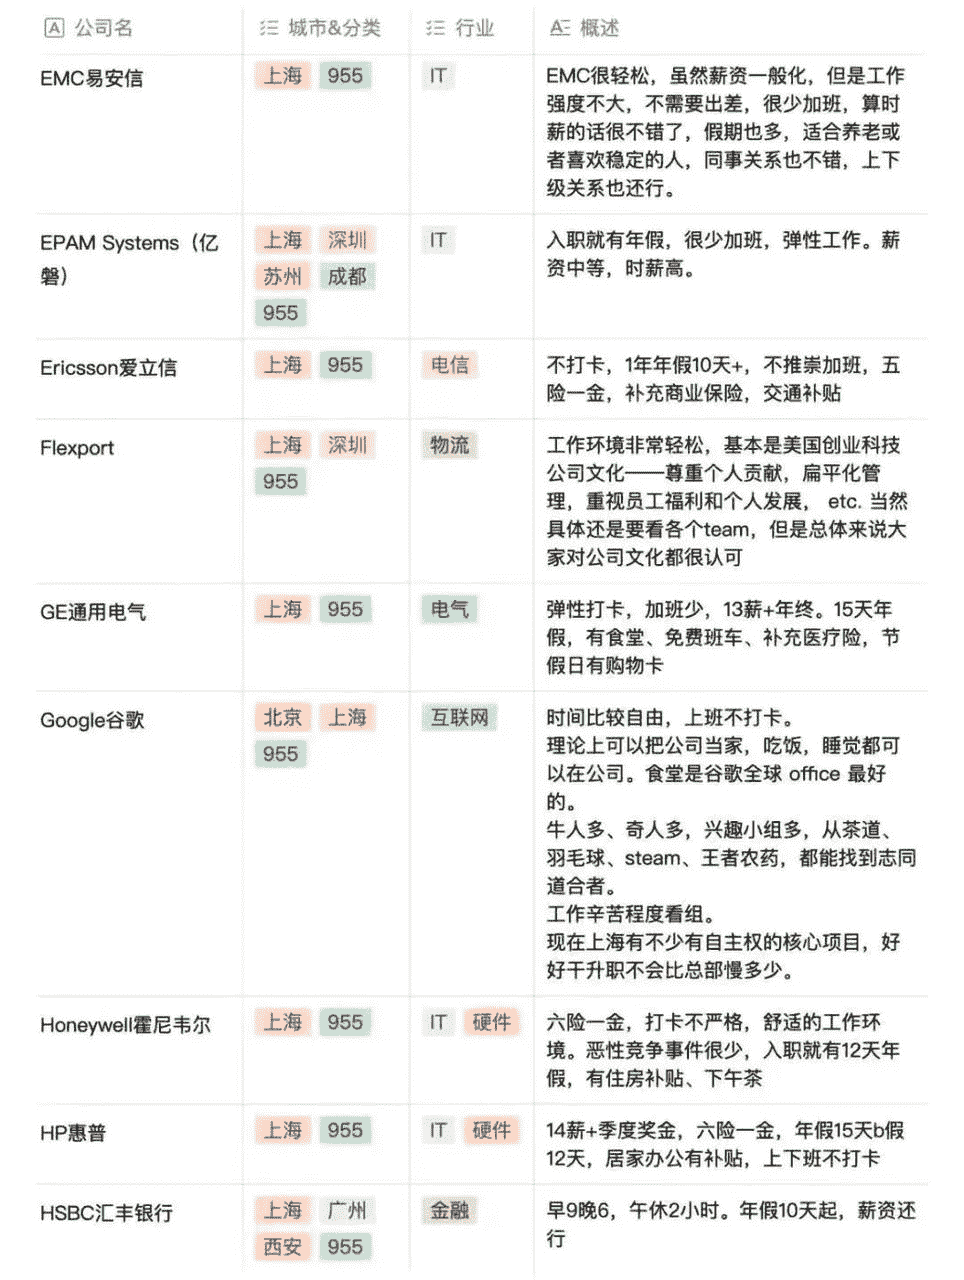 公司名 城市&分类 行业 概述
EMC易安信 上海 955 IT EMC很轻松，虽然薪资一般化，但是工作
强度不大，不需要出差，很少加班，算时
薪的话很不错了，假期也多，适合养老或
者喜欢稳定的人，同事关系也不错，上下
级关系也还行。
EPAM Systems（亿 上海 深圳 IT 入职就有年假，很少加班，弹性工作。薪
磐） 苏州 成都 资中等，时薪高。
955
Ericsson爱立信 上海 955 电信 不打卡，1年年假10天+，不推崇加班，五
险一金，补充商业保险，交通补贴
Flexport 上海 深圳 物流 工作环境非常轻松，基本是美国创业科技
955 公司文化——尊重个人贡献，扁平化管
理，重视员工福利和个人发展， etc. 当然
具体还是要看各个team，但是总体来说大
家对公司文化都很认可
GE通用电气 上海 955 电气 弹性打卡，加班少，13薪+年终。15天年
假，有食堂、免费班车、补充医疗险，节
假日有购物卡
Google谷歌 北京 上海 互联网 时间比较自由，上班不打卡。
955 理论上可以把公司当家，吃饭，睡觉都可
以在公司。食堂是谷歌全球 office 最好
的。
牛人多、奇人多，兴趣小组多，从茶道、
羽毛球、steam、王者农药，都能找到志同
道合者。
工作辛苦程度看组。
现在上海有不少有自主权的核心项目，好
好干升职不会比总部慢多少。
Honeywell霍尼韦尔 上海 955 IT 硬件 六险一金，打卡不严格，舒适的工作环
境。恶性竞争事件很少，入职就有12天年
假，有住房补贴、下午茶
HP惠普 上海 955 IT 硬件 14薪+季度奖金，六险一金，年假15天b假
12天，居家办公有补贴，上下班不打卡
HSBC汇丰银行 上海 广州 金融 早9晚6，午休2小时。年假10天起，薪资还
西安 955 行